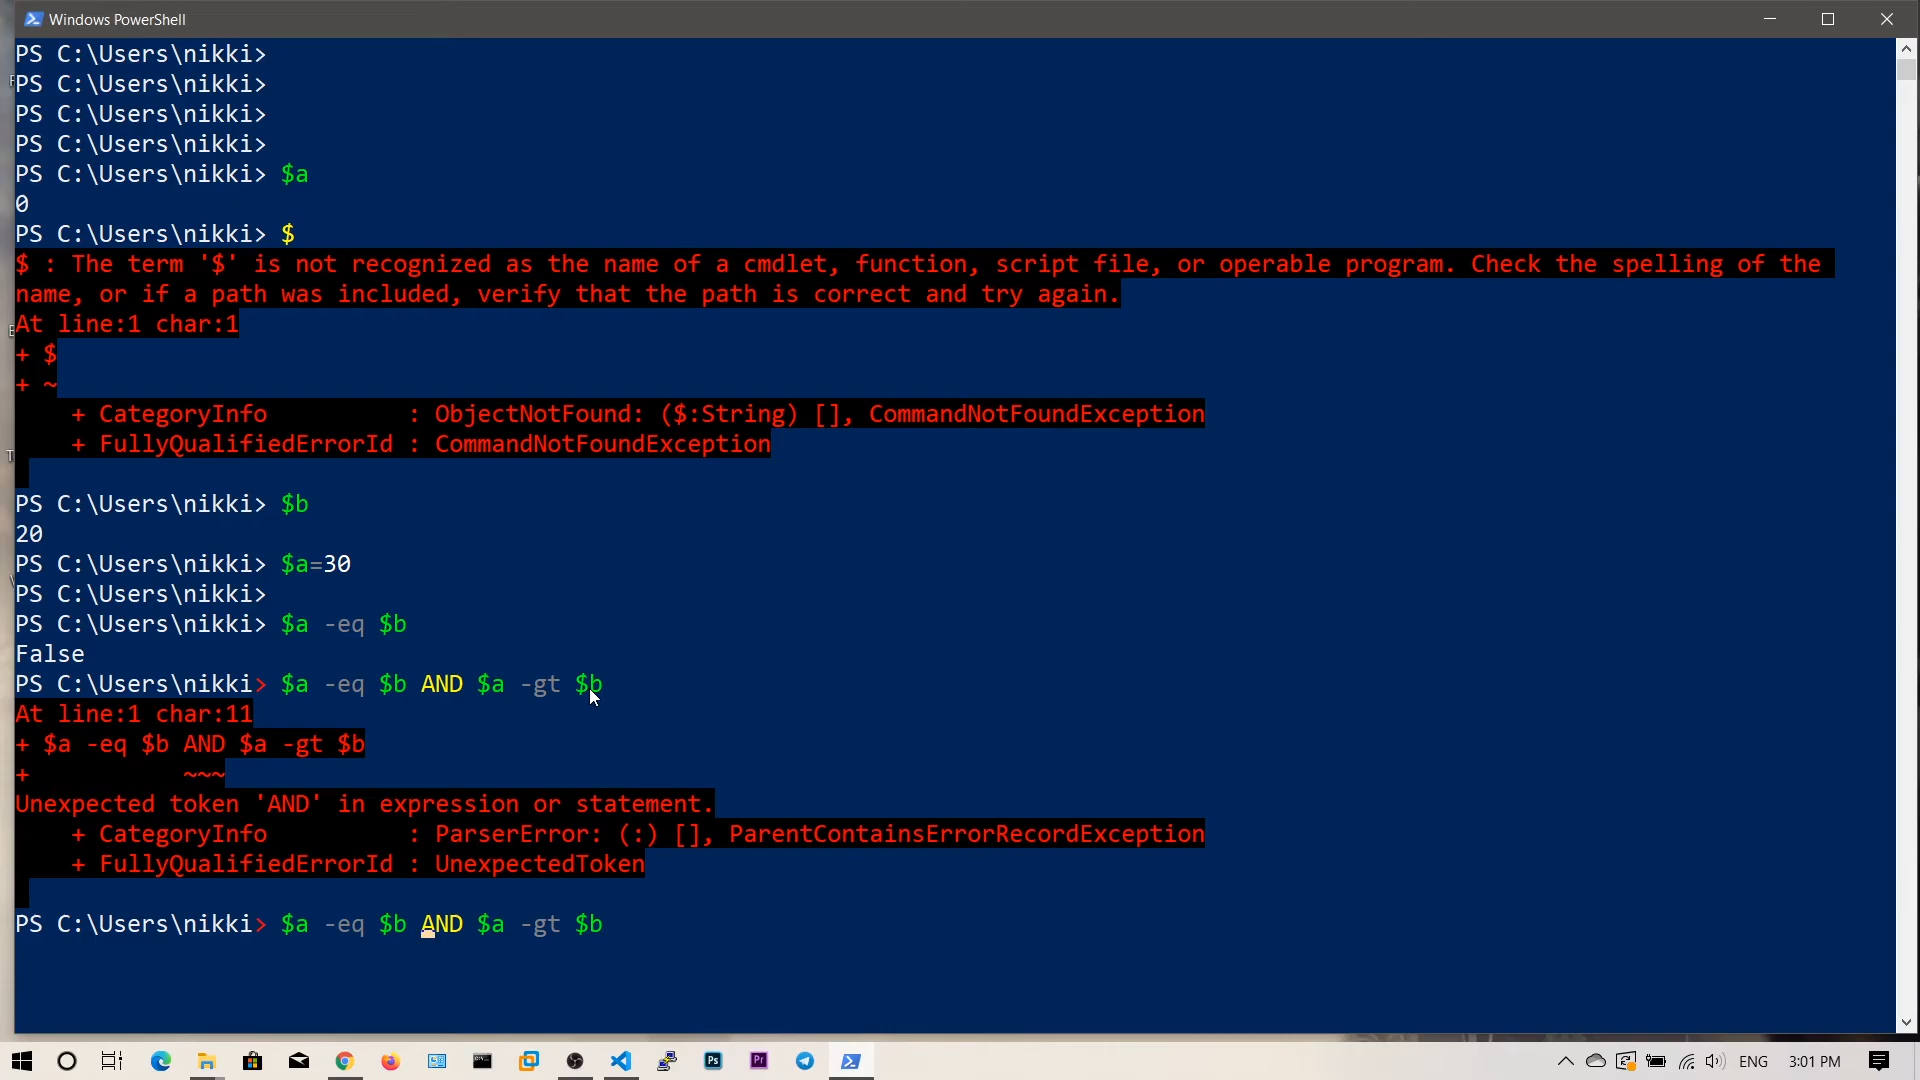 Windows PowerShell
PS C:\Users\nikki>
PS C:\Users\nikki>
PS C:\Users\nikki>
PS C:\Users\nikki>
PS C:\Users\nikki> $a
0
PS C:\Users\nikki> $
$ : The term '$' is not recognized as the name of a cmdlet, function, script file, or operable program. Check the spelling of the
name, or if a path was included, verify that the path is correct and try again.
At line:1 char:1
+ $
+ ~
    + CategoryInfo          : ObjectNotFound: ($:String) [], CommandNotFoundException
    + FullyQualifiedErrorId : CommandNotFoundException
PS C:\Users\nikki> $b
20
PS C:\Users\nikki> $a=30
PS C:\Users\nikki>
PS C:\Users\nikki> $a -eq $b
False
PS C:\Users\nikki> $a -eq $b AND $a -gt $b
At line:1 char:11
+ $a -eq $b AND $a -gt $b
+           ~~~
Unexpected token 'AND' in expression or statement.
    + CategoryInfo          : ParserError: (:) [], ParentContainsErrorRecordException
    + FullyQualifiedErrorId : UnexpectedToken
PS C:\Users\nikki> $a -eq $b AND $a -gt $b
Ps
Pr
ENG
3:01 PM